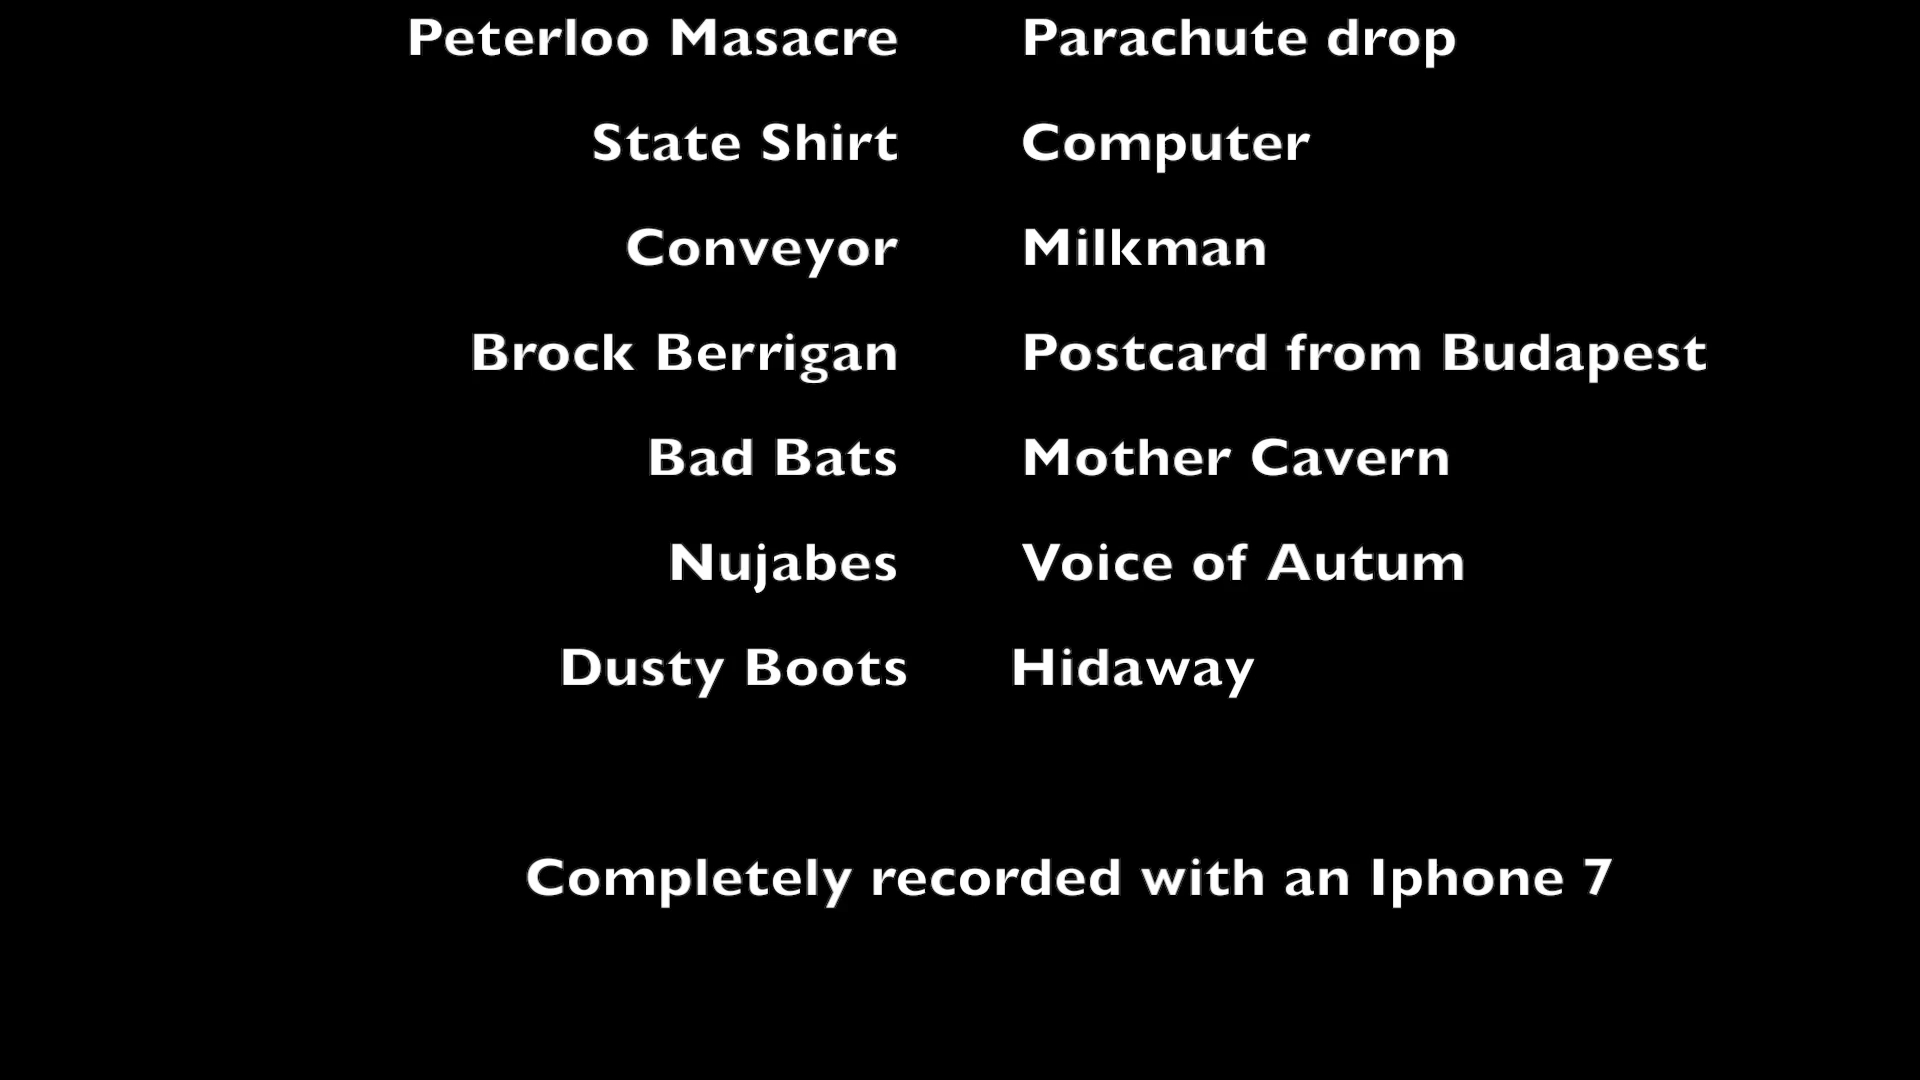 Peterloo Masacre Parachute drop
State Shirt Computer
Conveyor Milkman
Brock Berrigan Postcard from Budapest
Bad Bats Mother Cavern
Nujabes Voice of Autum
Dusty Boots Hidaway
Completely recorded with an Iphone 7